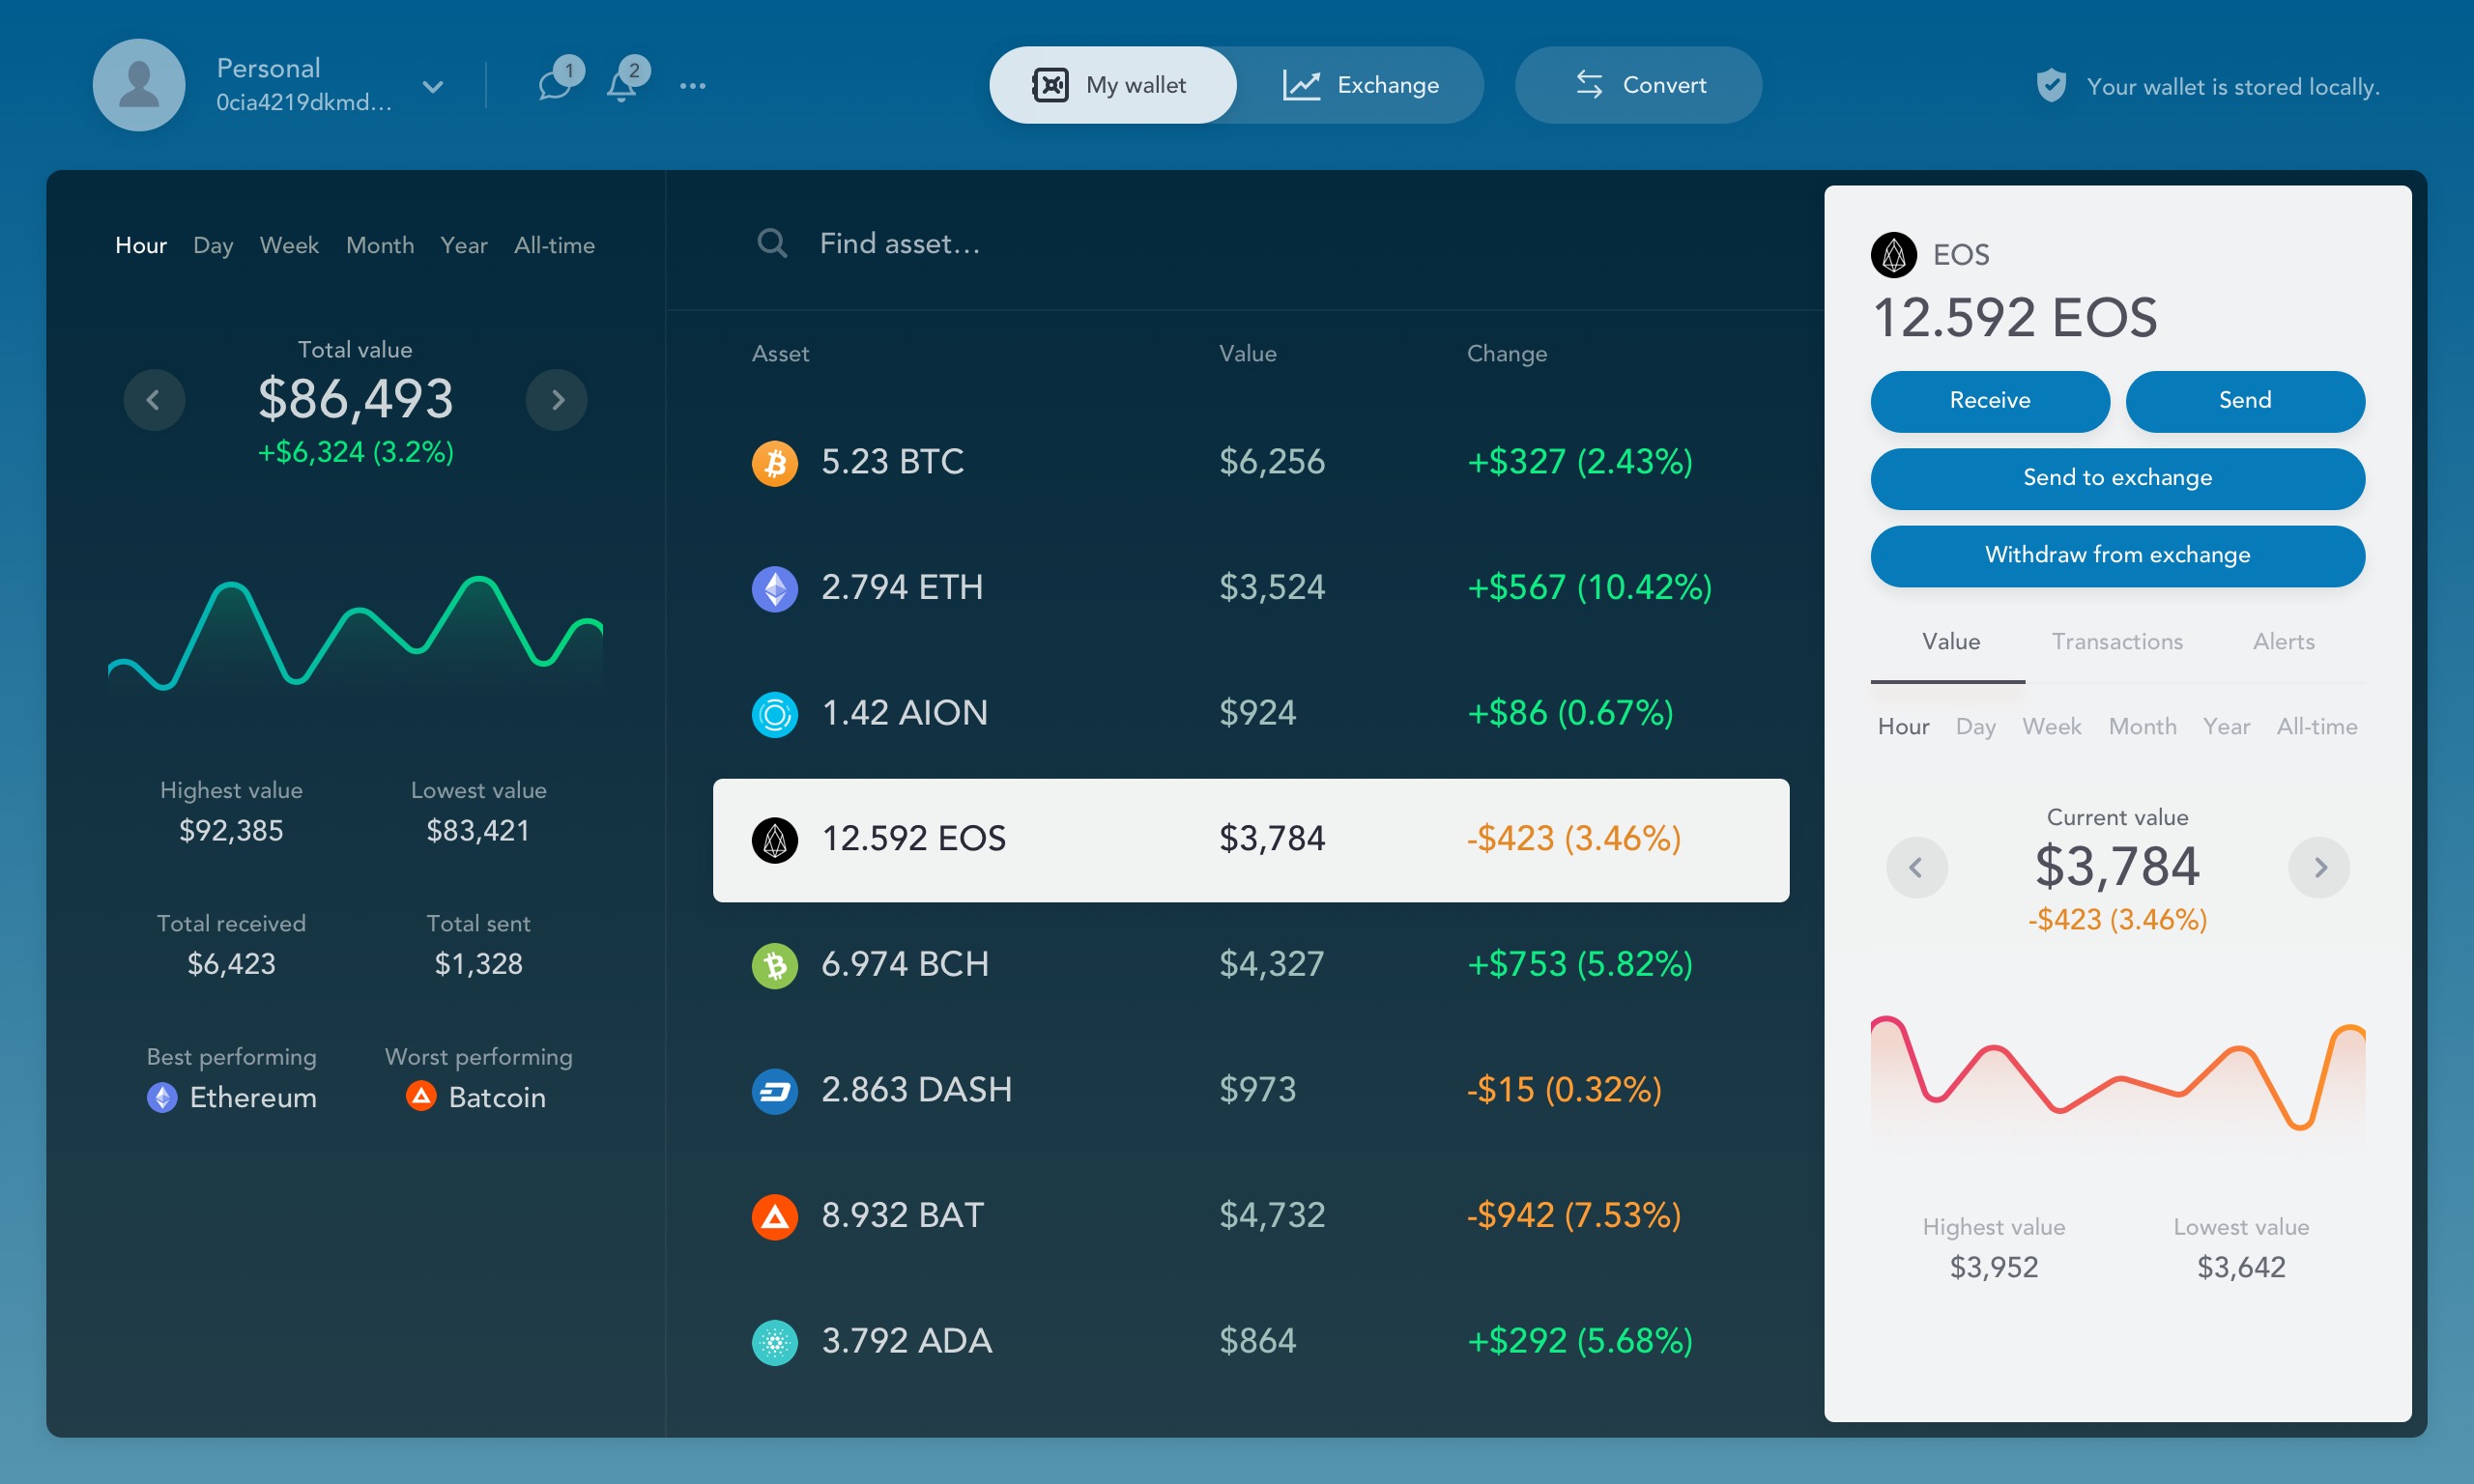 Personal
0cia4219dkmd...
1
2
My wallet
Exchange
Convert
Your wallet is stored locally.
Hour Day Week Month Year All-time
Total value
$86,493
+$6,324 (3.2%)
Highest value Lowest value
$92,385 $83,421
Total received Total sent
$6,423 $1,328
Best performing Worst performing
Ethereum Batcoin
Find asset...
Asset Value Change
5.23 BTC $6,256 +$327 (2.43%)
2.794 ETH $3,524 +$567 (10.42%)
1.42 AION $924 +$86 (0.67%)
12.592 EOS $3,784 -$423 (3.46%)
6.974 BCH $4,327 +$753 (5.82%)
2.863 DASH $973 -$15 (0.32%)
8.932 BAT $4,732 -$942 (7.53%)
3.792 ADA $864 +$292 (5.68%)
EOS
12.592 EOS
Receive Send
Send to exchange
Withdraw from exchange
Value Transactions Alerts
Hour Day Week Month Year All-time
Current value
$3,784
-$423 (3.46%)
Highest value Lowest value
$3,952 $3,642